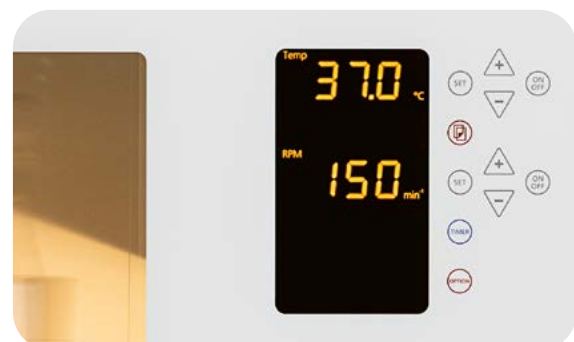 Temp
37.0 °C
SET
+
−
ON
OFF
RPM
150 min⁻¹
SET
+
−
ON
OFF
TIMER
OPTION